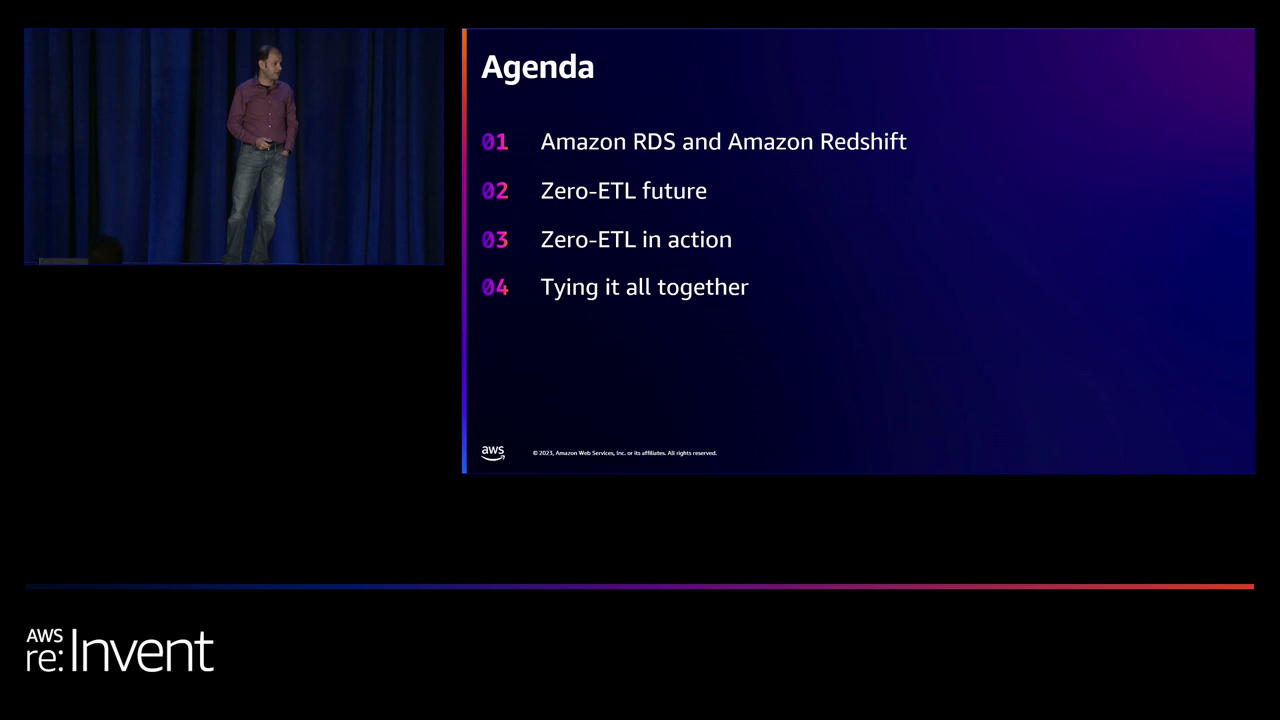 Agenda
01 Amazon RDS and Amazon Redshift
02 Zero-ETL future
03 Zero-ETL in action
04 Tying it all together
aws © 2023, Amazon Web Services, Inc. or its affiliates. All rights reserved.
AWS
re:Invent